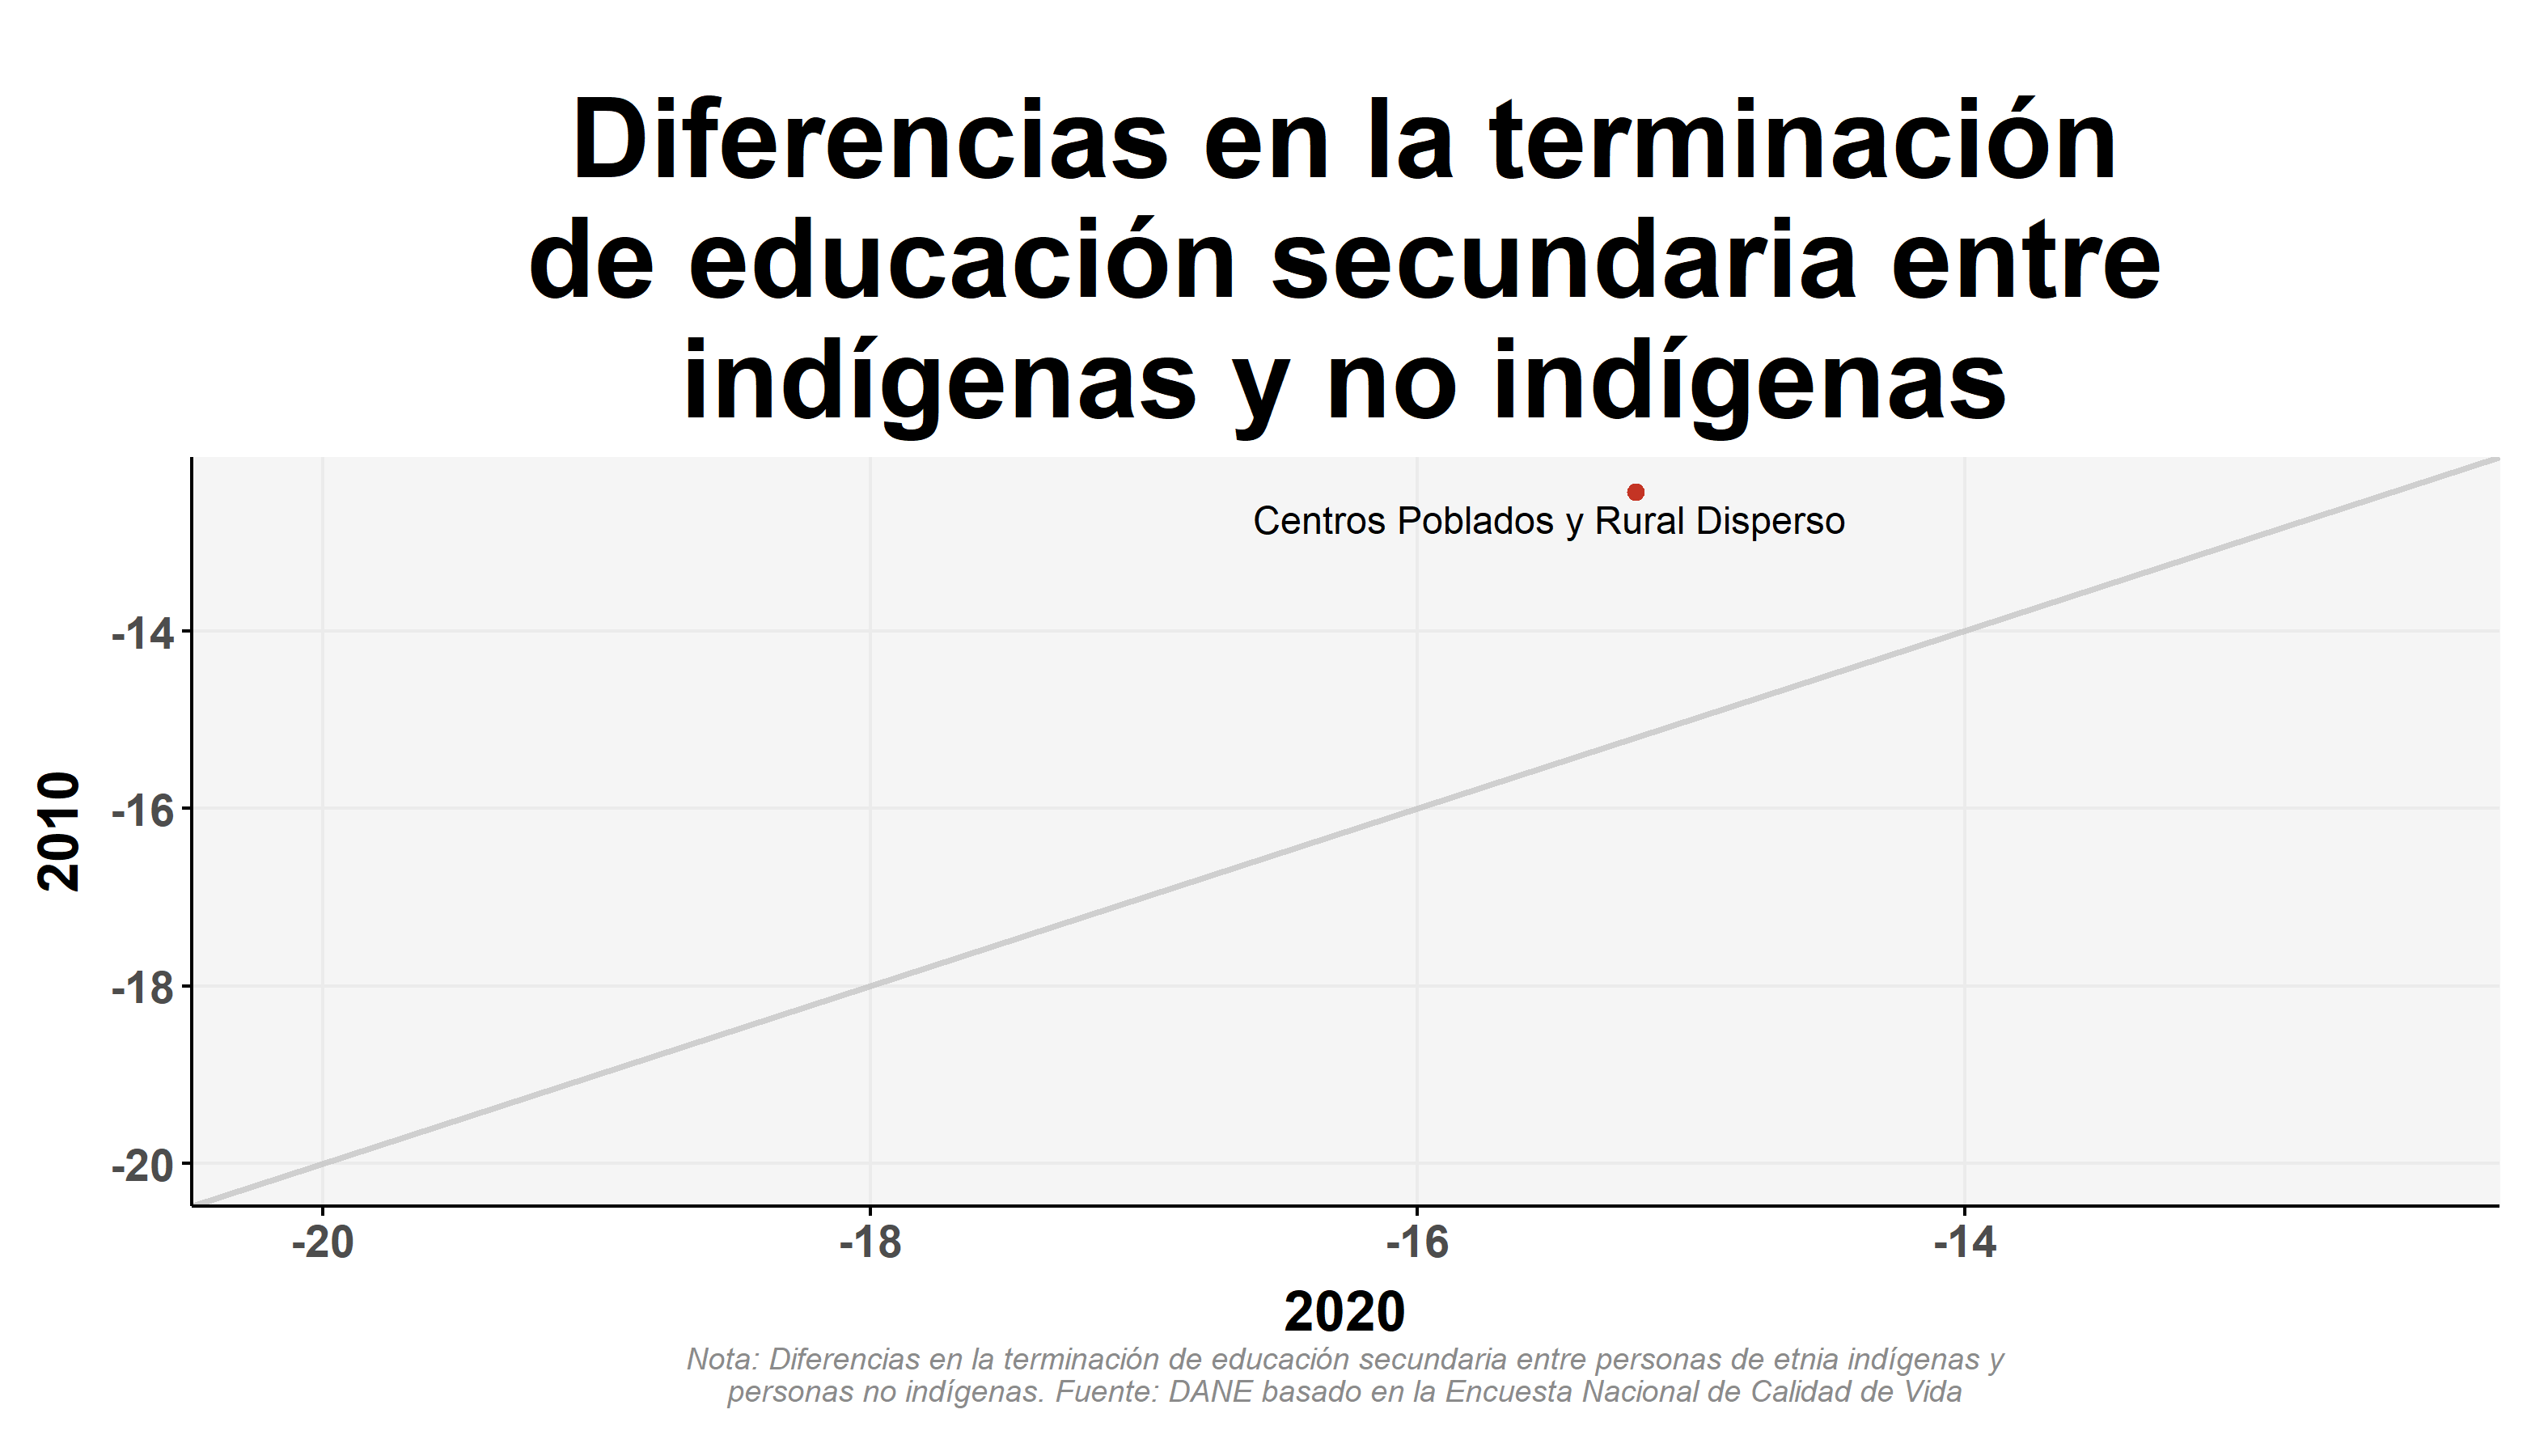 Diferencias en la terminación
de educación secundaria entre
indígenas y no indígenas
Centros Poblados y Rural Disperso
-14
-16
-18
-20
2010
-20
-18
-16
-14
2020
Nota: Diferencias en la terminación de educación secundaria entre personas de etnia indígenas y
personas no indígenas. Fuente: DANE basado en la Encuesta Nacional de Calidad de Vida